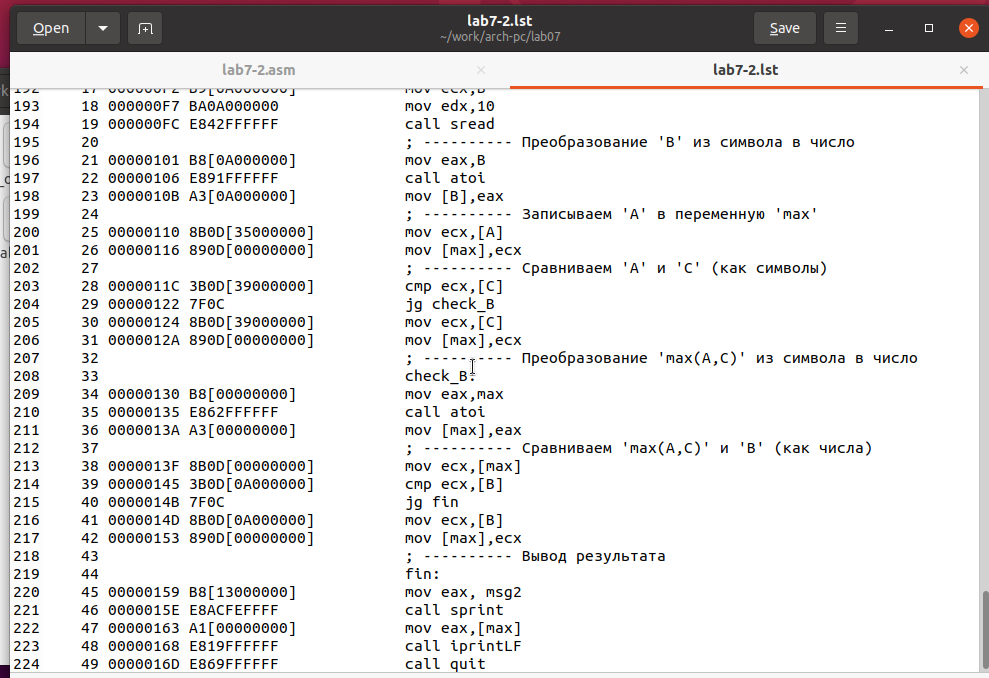 Open
lab7-2.lst
~/work/arch-pc/lab07
Save
lab7-2.asm
lab7-2.lst
192 17 000000F2 B9[0A000000] mov ecx,B
193 18 000000F7 BA0A000000 mov edx,10
194 19 000000FC E842FFFFFF call sread
195 20 ; ---------- Преобразование 'B' из символа в число
196 21 00000101 B8[0A000000] mov eax,B
197 22 00000106 E891FFFFFF call atoi
198 23 0000010B A3[0A000000] mov [B],eax
199 24 ; ---------- Записываем 'A' в переменную 'max'
200 25 00000110 8B0D[35000000] mov ecx,[A]
201 26 00000116 890D[00000000] mov [max],ecx
202 27 ; ---------- Сравниваем 'A' и 'C' (как символы)
203 28 0000011C 3B0D[39000000] cmp ecx,[C]
204 29 00000122 7F0C jg check_B
205 30 00000124 8B0D[39000000] mov ecx,[C]
206 31 0000012A 890D[00000000] mov [max],ecx
207 32 ; ---------- Преобразование 'max(A,C)' из символа в число
208 33 check_B:
209 34 00000130 B8[00000000] mov eax,max
210 35 00000135 E862FFFFFF call atoi
211 36 0000013A A3[00000000] mov [max],eax
212 37 ; ---------- Сравниваем 'max(A,C)' и 'B' (как числа)
213 38 0000013F 8B0D[00000000] mov ecx,[max]
214 39 00000145 3B0D[0A000000] cmp ecx,[B]
215 40 0000014B 7F0C jg fin
216 41 0000014D 8B0D[0A000000] mov ecx,[B]
217 42 00000153 890D[00000000] mov [max],ecx
218 43 ; ---------- Вывод результата
219 44 fin:
220 45 00000159 B8[13000000] mov eax, msg2
221 46 0000015E E8ACFEFFFF call sprint
222 47 00000163 A1[00000000] mov eax,[max]
223 48 00000168 E819FFFFFF call iprintLF
224 49 0000016D E869FFFFFF call quit